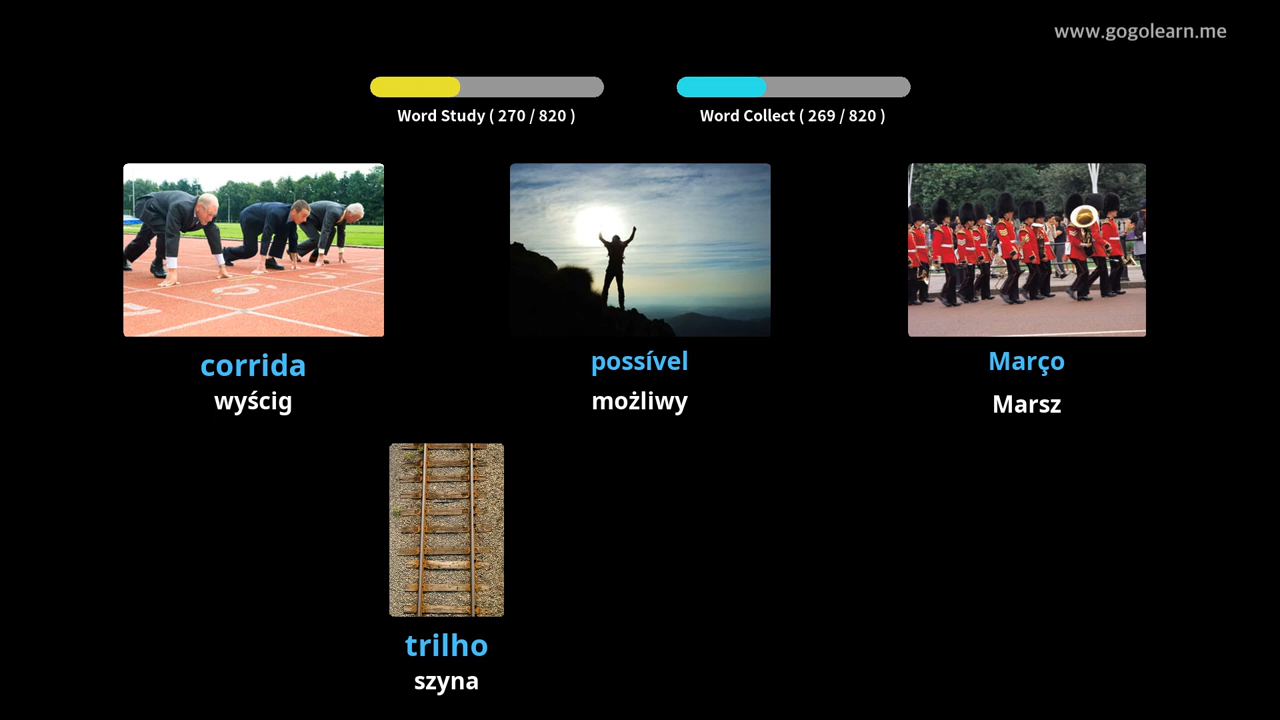 www.gogolearn.me
Word Study ( 270 / 820 )
Word Collect ( 269 / 820 )
corrida
wyścig
possível
możliwy
Março
Marsz
trilho
szyna